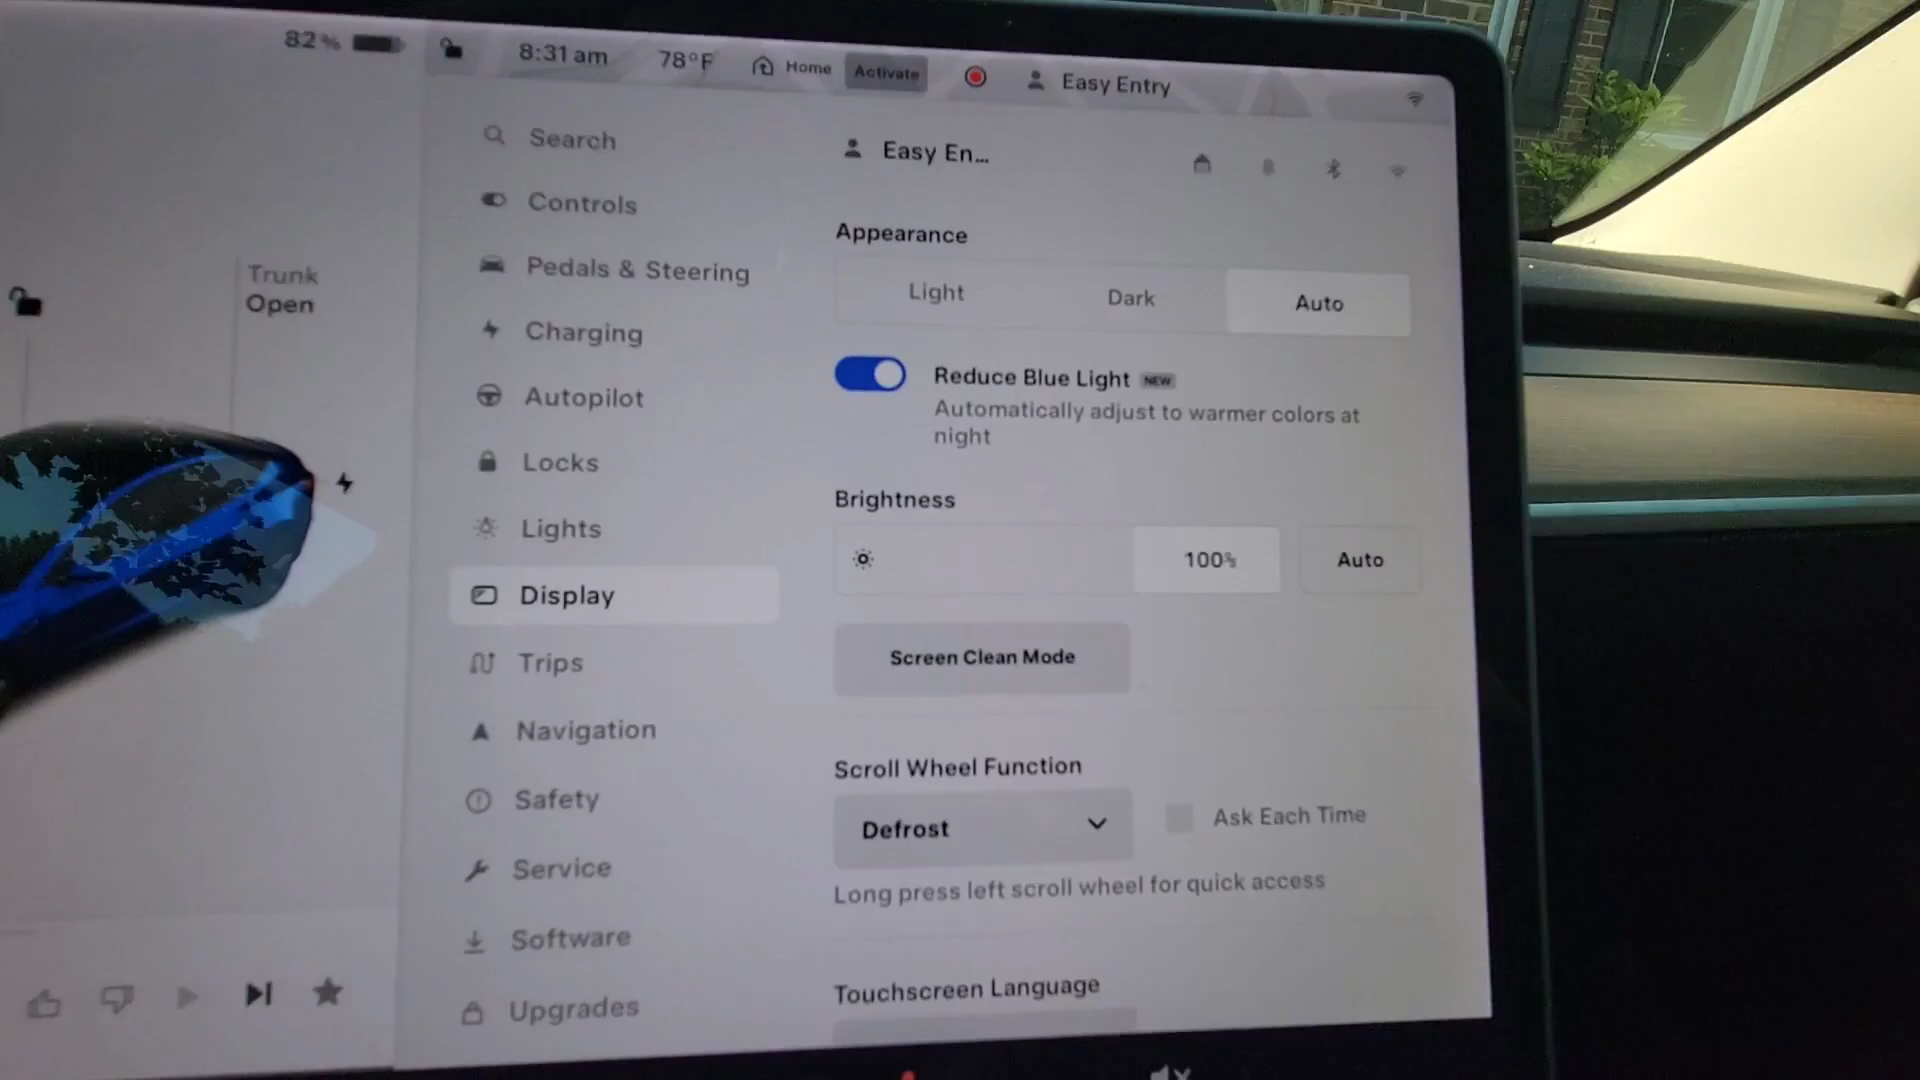 82%
8:31 am
78°F
Home
Activate
Easy Entry
Search
Controls
Pedals & Steering
Charging
Autopilot
Locks
Lights
Display
Trips
Navigation
Safety
Service
Software
Upgrades
Trunk
Open
Easy En...
Appearance
Light
Dark
Auto
Reduce Blue Light NEW
Automatically adjust to warmer colors at
night
Brightness
100%
Auto
Screen Clean Mode
Scroll Wheel Function
Defrost
Ask Each Time
Long press left scroll wheel for quick access
Touchscreen Language